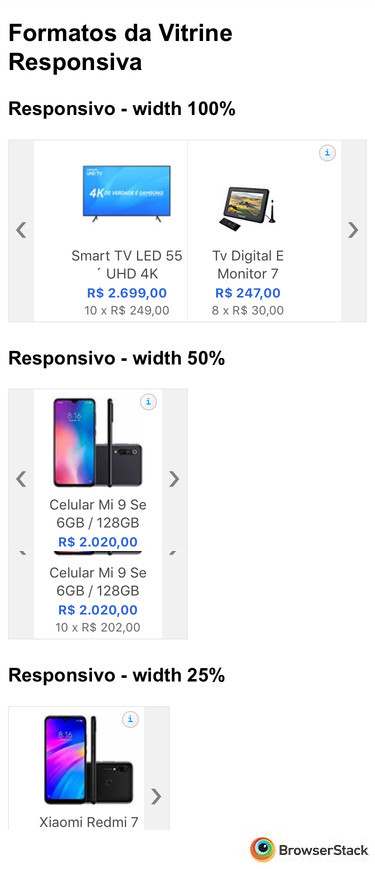 Formatos da Vitrine
Responsiva
Responsivo - width 100%
i
UHD TV
4K DE VERDADE É SAMSUNG
Smart TV LED 55
´ UHD 4K
R$ 2.699,00
10 x R$ 249,00
Tv Digital E
Monitor 7
R$ 247,00
8 x R$ 30,00
Responsivo - width 50%
i
8:16
Celular Mi 9 Se
6GB / 128GB
R$ 2.020,00
Celular Mi 9 Se
6GB / 128GB
R$ 2.020,00
10 x R$ 202,00
Responsivo - width 25%
i
8:16
Xiaomi Redmi 7
BrowserStack